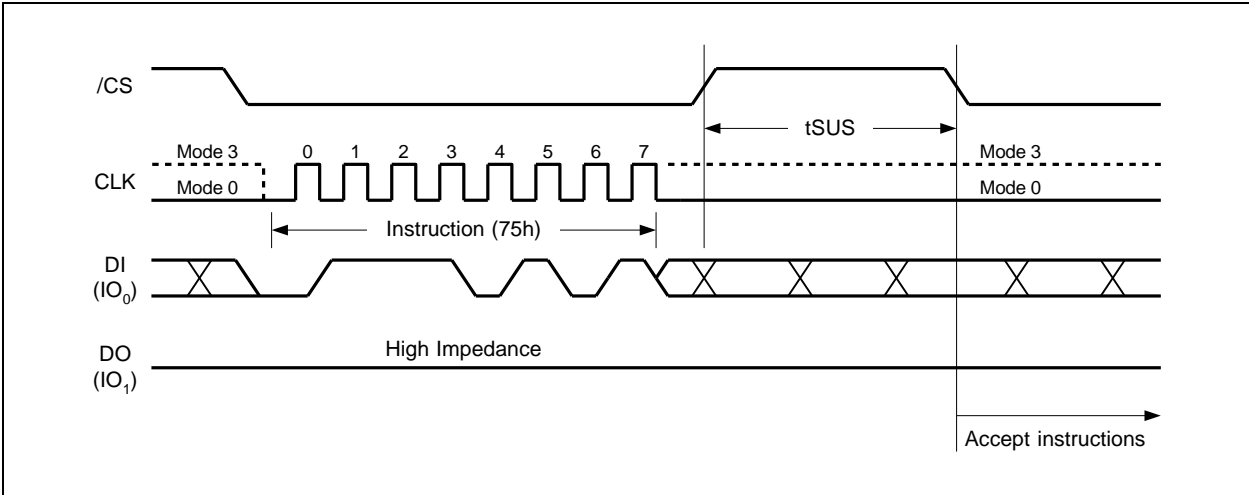 /CS
tSUS
Mode 3 0 1 2 3 4 5 6 7 Mode 3
CLK
Mode 0 Mode 0
Instruction (75h)
DI
(IO0)
High Impedance
DO
(IO1)
Accept instructions